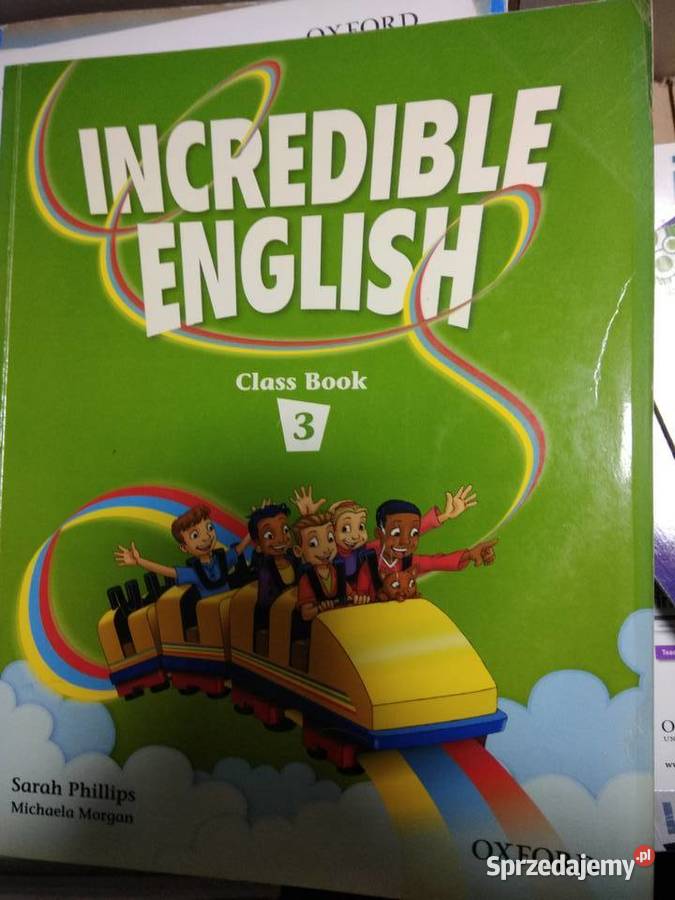 OXFORD
INCREDIBLE
ENGLISH
Class Book
3
Sarah Phillips
Michaela Morgan
OXFORD
Sprzedajemy.pl